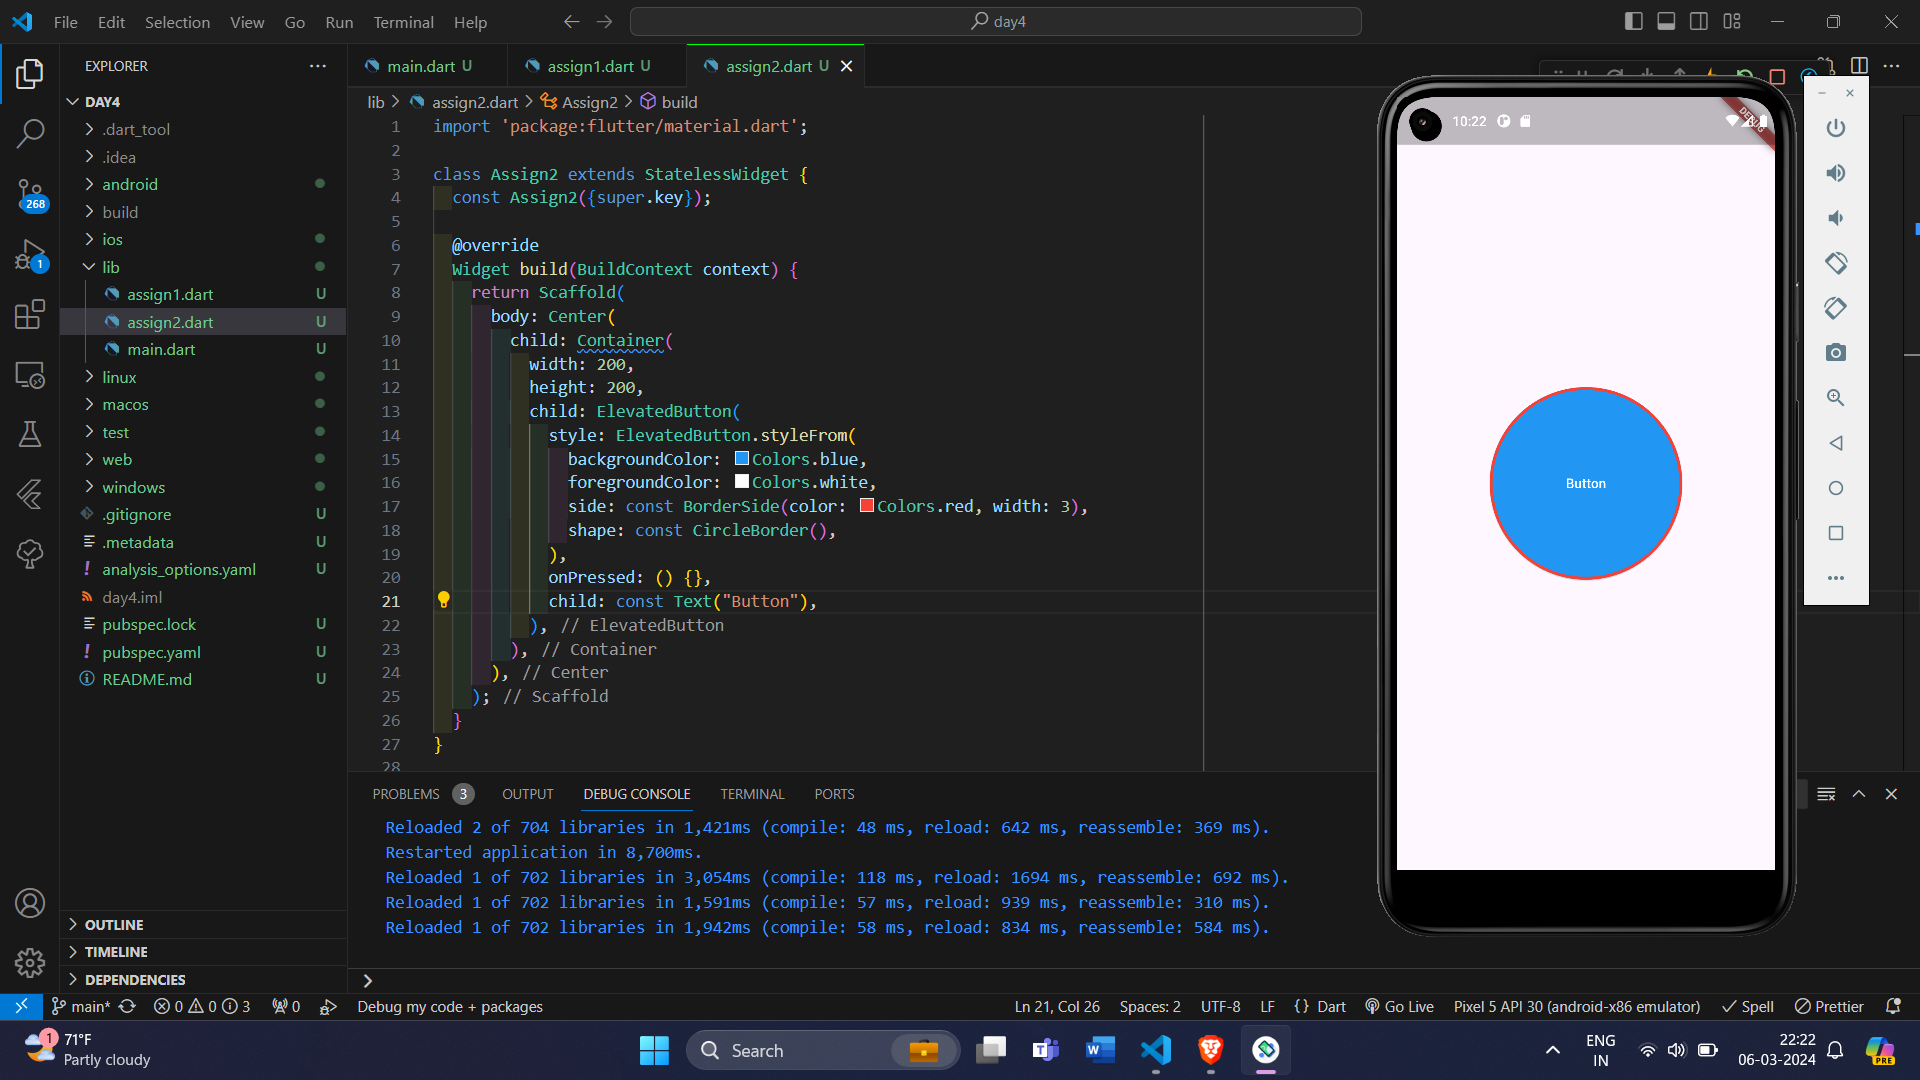 File Edit Selection View Go Run Terminal Help
day4
EXPLORER
DAY4
.dart_tool
.idea
android
build
ios
lib
assign1.dart U
assign2.dart U
main.dart U
linux
macos
test
web
windows
.gitignore U
.metadata U
analysis_options.yaml U
day4.iml
pubspec.lock U
pubspec.yaml U
README.md U
OUTLINE
TIMELINE
DEPENDENCIES
268
1
main.dart U
assign1.dart U
assign2.dart U
lib > assign2.dart > Assign2 > build
1 import 'package:flutter/material.dart';
2
3 class Assign2 extends StatelessWidget {
4 const Assign2({super.key});
5
6 @override
7 Widget build(BuildContext context) {
8 return Scaffold(
9 body: Center(
10 child: Container(
11 width: 200,
12 height: 200,
13 child: ElevatedButton(
14 style: ElevatedButton.styleFrom(
15 backgroundColor: Colors.blue,
16 foregroundColor: Colors.white,
17 side: const BorderSide(color: Colors.red, width: 3),
18 shape: const CircleBorder(),
19 ),
20 onPressed: () {},
21 child: const Text("Button"),
22 ), // ElevatedButton
23 ), // Container
24 ), // Center
25 ); // Scaffold
26 }
27 }
28
PROBLEMS 3 OUTPUT DEBUG CONSOLE TERMINAL PORTS
Reloaded 2 of 704 libraries in 1,421ms (compile: 48 ms, reload: 642 ms, reassemble: 369 ms).
Restarted application in 8,700ms.
Reloaded 1 of 702 libraries in 3,054ms (compile: 118 ms, reload: 1694 ms, reassemble: 692 ms).
Reloaded 1 of 702 libraries in 1,591ms (compile: 57 ms, reload: 939 ms, reassemble: 310 ms).
Reloaded 1 of 702 libraries in 1,942ms (compile: 58 ms, reload: 834 ms, reassemble: 584 ms).
10:22
DEBUG
Button
main* 0 0 3 0 Debug my code + packages
Ln 21, Col 26 Spaces: 2 UTF-8 LF {} Dart Go Live Pixel 5 API 30 (android-x86 emulator) Spell Prettier
1
71°F
Partly cloudy
Search
ENG
IN
22:22
06-03-2024
PRE